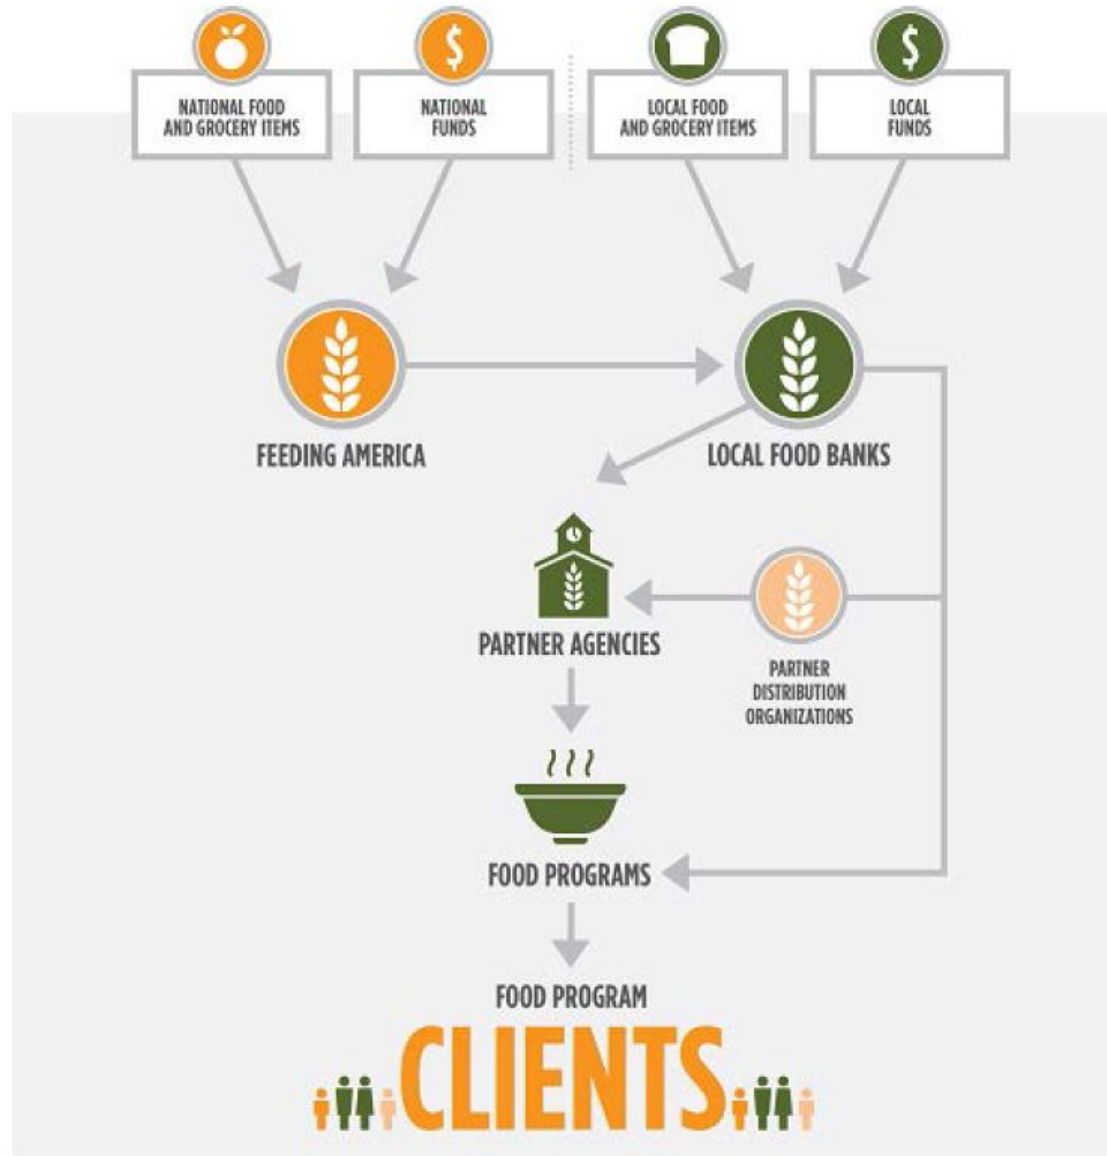 NATIONAL FOOD
AND GROCERY ITEMS
NATIONAL
FUNDS
LOCAL FOOD
AND GROCERY ITEMS
LOCAL
FUNDS
FEEDING AMERICA
LOCAL FOOD BANKS
PARTNER AGENCIES
PARTNER
DISTRIBUTION
ORGANIZATIONS
FOOD PROGRAMS
FOOD PROGRAM
CLIENTS